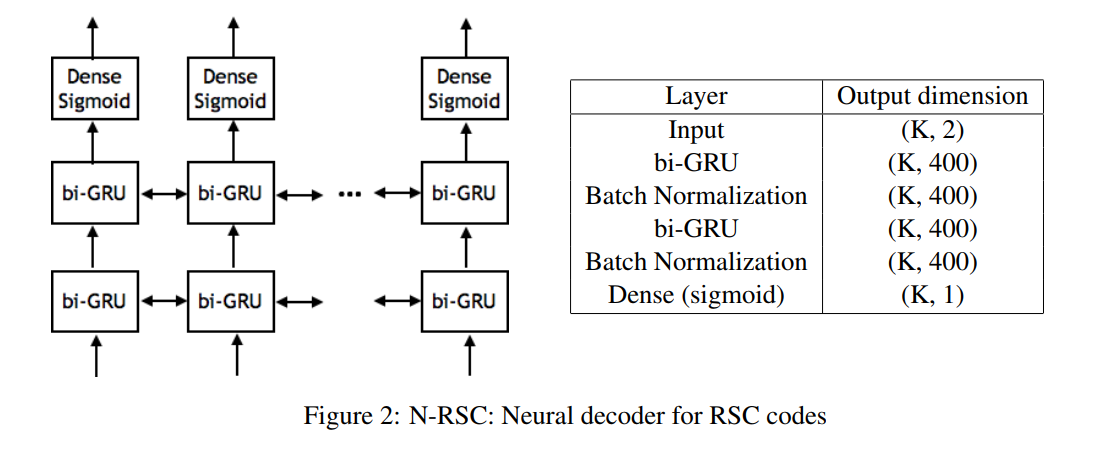 Dense Sigmoid
Dense Sigmoid
Dense Sigmoid
bi-GRU
bi-GRU
...
bi-GRU
bi-GRU
bi-GRU
bi-GRU
Layer Output dimension
Input (K, 2)
bi-GRU (K, 400)
Batch Normalization (K, 400)
bi-GRU (K, 400)
Batch Normalization (K, 400)
Dense (sigmoid) (K, 1)
Figure 2: N-RSC: Neural decoder for RSC codes